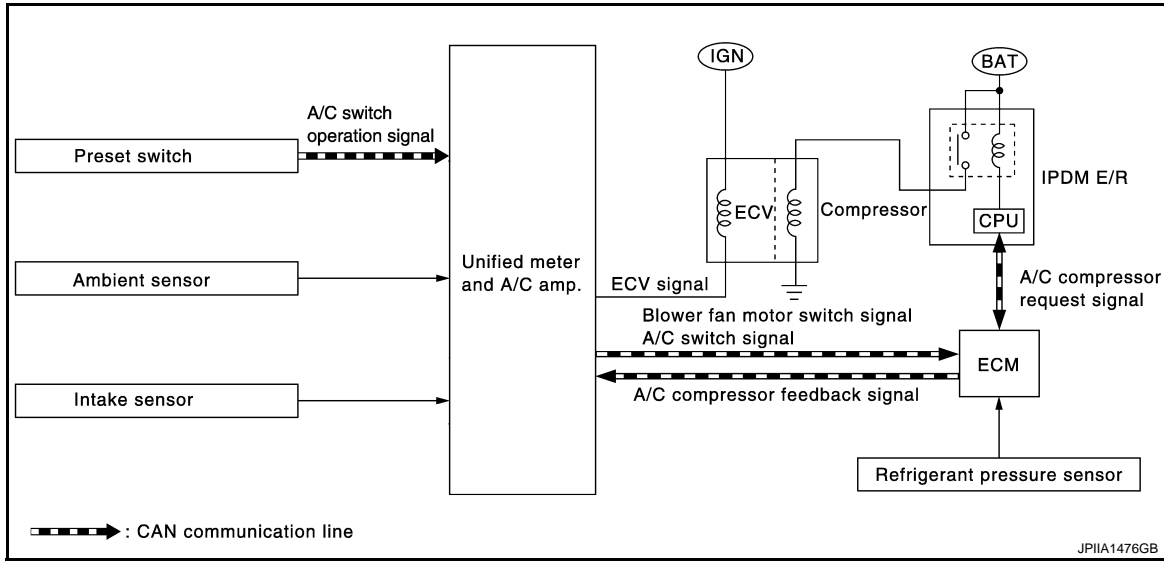 IGN
BAT
A/C switch
operation signal
Preset switch
IPDM E/R
ECV
Compressor
CPU
Ambient sensor
Unified meter
and A/C amp.
ECV signal
A/C compressor
request signal
Blower fan motor switch signal
A/C switch signal
ECM
Intake sensor
A/C compressor feedback signal
Refrigerant pressure sensor
: CAN communication line
JPIIA1476GB